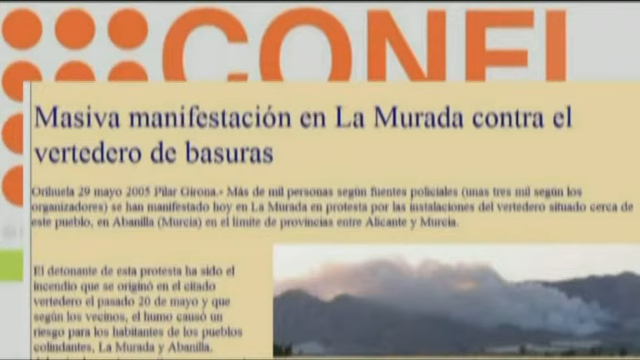 CONEL
Masiva manifestación en La Murada contra el
vertedero de basuras
Orihuela 29 mayo 2005 Pilar Girona.- Más de mil personas según fuentes policiales (unas tres mil según los
organizadores) se han manifestado hoy en La Murada en protesta por las instalaciones del vertedero situado cerca de
este pueblo, en Abanilla (Murcia) en el límite de provincias entre Alicante y Murcia.
El detonante de esta protesta ha sido el
incendio que se originó en el citado
vertedero el pasado 20 de mayo y que
según los vecinos, el humo causó un
riesgo para los habitantes de los pueblos
colindantes, La Murada y Abanilla.